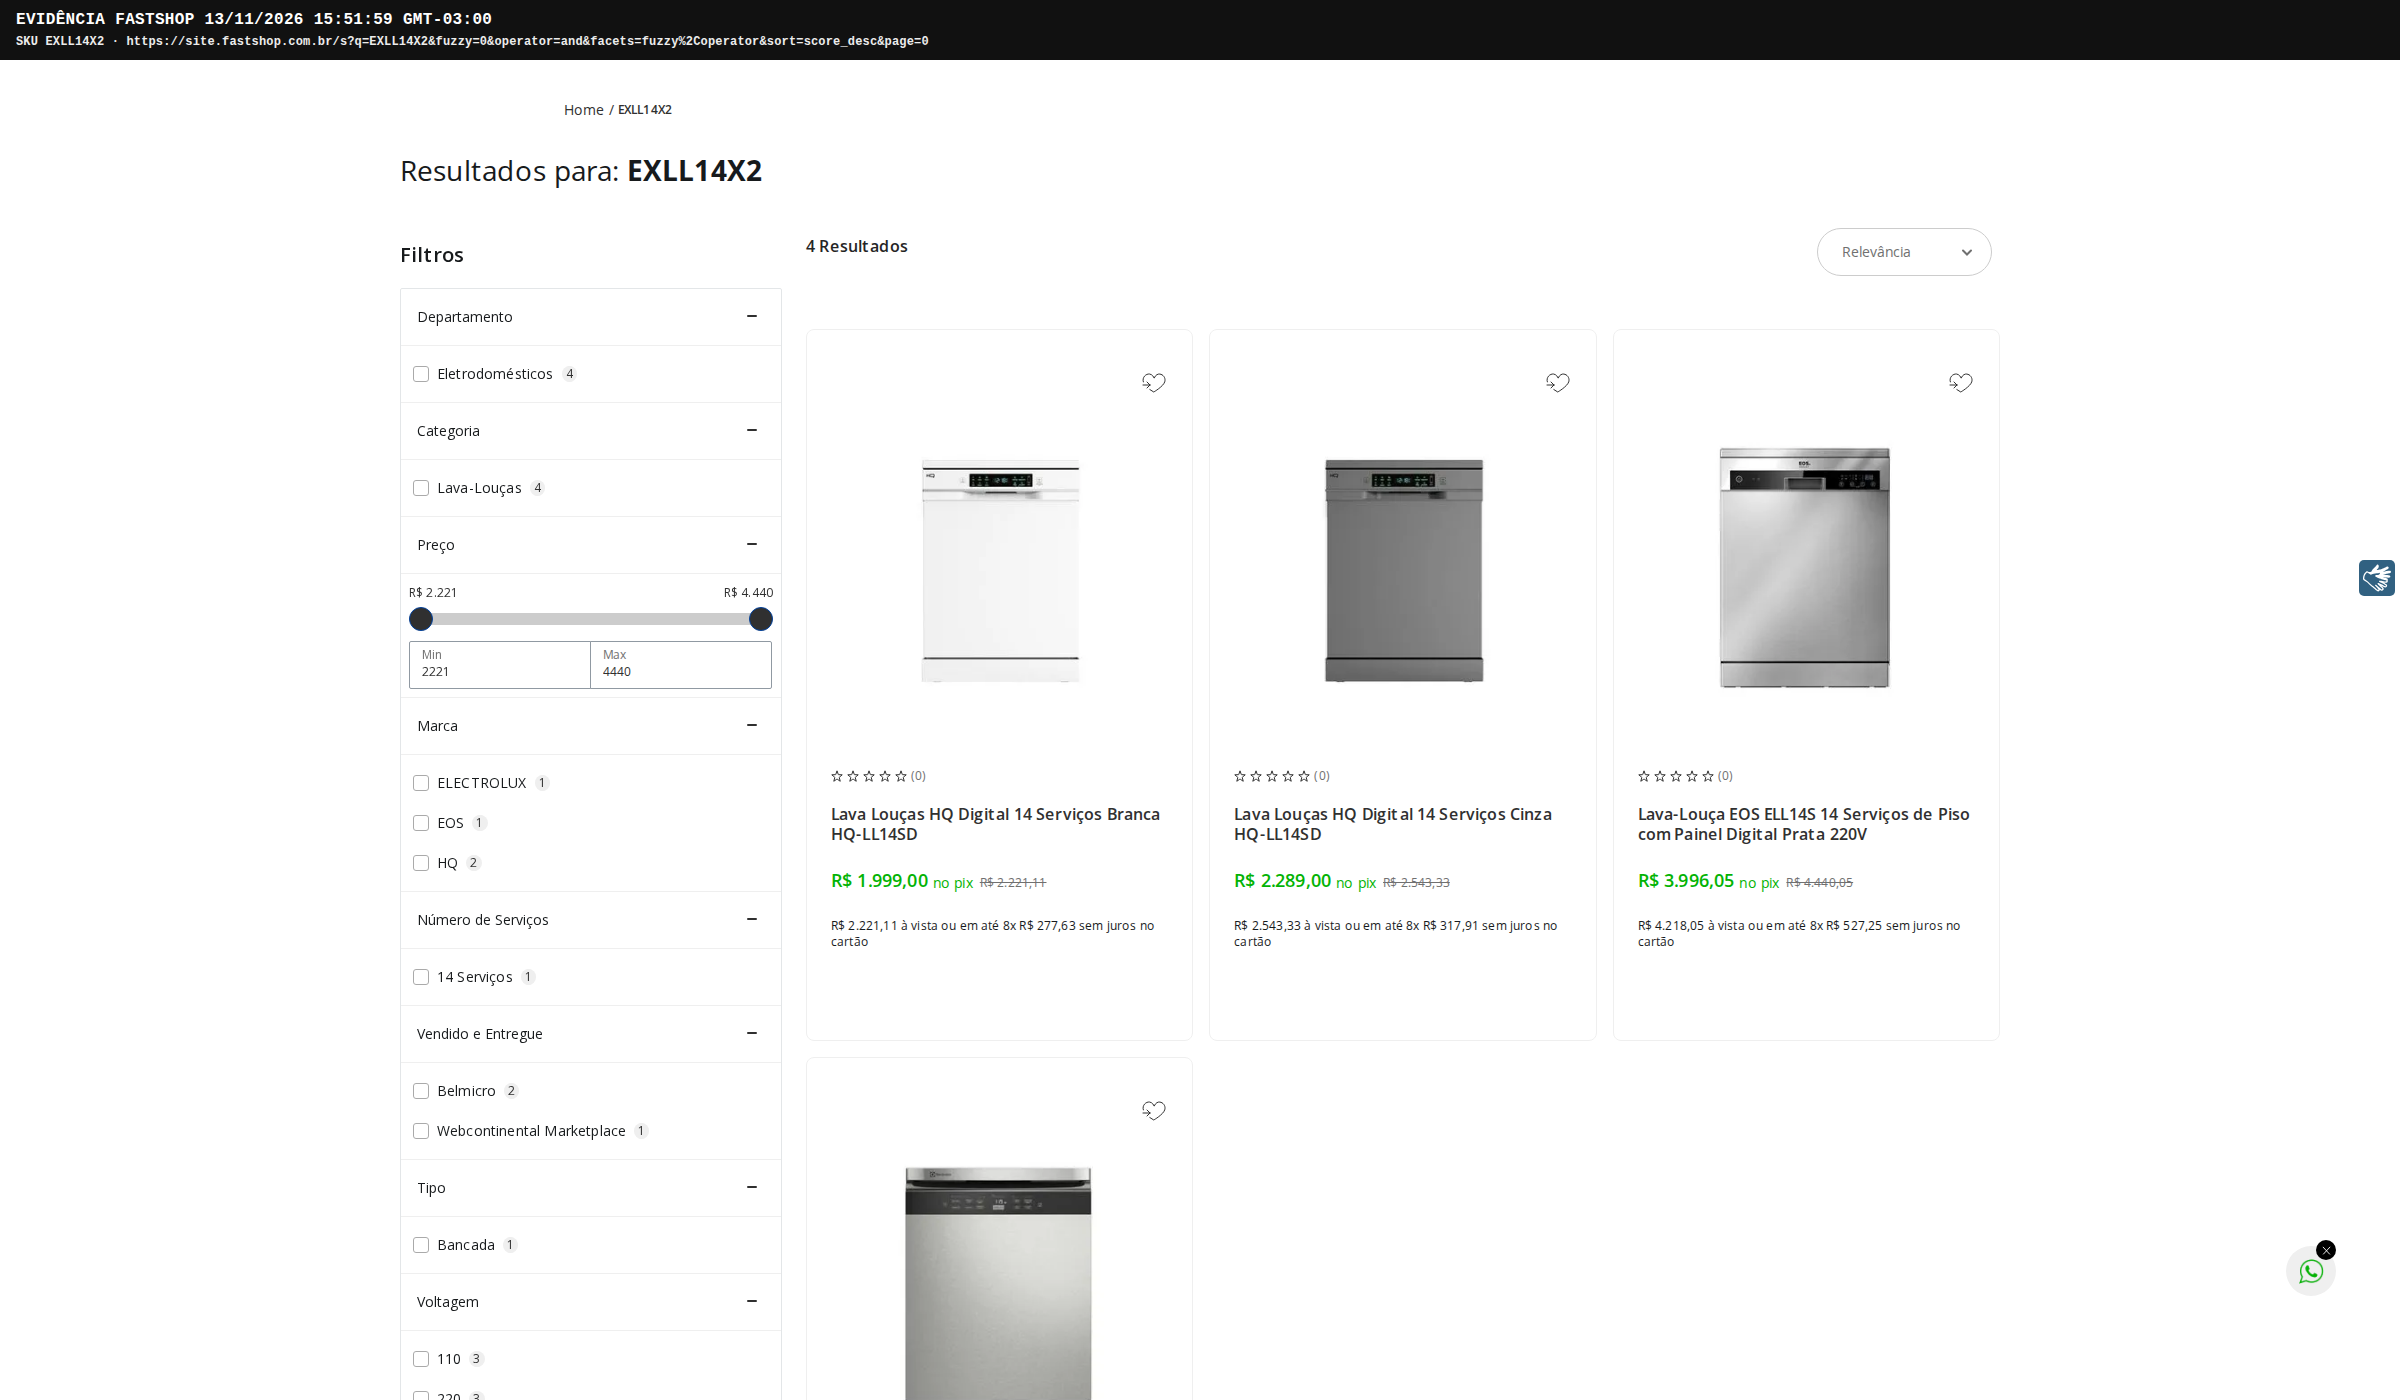 EVIDÊNCIA FASTSHOP 13/11/2026 15:51:59 GMT-03:00
SKU EXLL14X2 · https://site.fastshop.com.br/s?q=EXLL14X2&fuzzy=0&operator=and&facets=fuzzy%2Coperator&sort=score_desc&page=0
Home / EXLL14X2
Resultados para: EXLL14X2
Filtros
4 Resultados
Relevância
Departamento
Eletrodomésticos 4
Categoria
Lava-Louças 4
Preço
R$ 2.221 R$ 4.440
Min Max
2221 4440
Marca
ELECTROLUX 1
EOS 1
HQ 2
Número de Serviços
14 Serviços 1
Vendido e Entregue
Belmicro 2
Webcontinental Marketplace 1
Tipo
Bancada 1
Voltagem
110 3
220 3
HQ
(0)
Lava Louças HQ Digital 14 Serviços Branca
HQ-LL14SD
R$ 1.999,00 no pix R$ 2.221,11
R$ 2.221,11 à vista ou em até 8x R$ 277,63 sem juros no
cartão
HQ
(0)
Lava Louças HQ Digital 14 Serviços Cinza
HQ-LL14SD
R$ 2.289,00 no pix R$ 2.543,33
R$ 2.543,33 à vista ou em até 8x R$ 317,91 sem juros no
cartão
EOS.
(0)
Lava-Louça EOS ELL14S 14 Serviços de Piso
com Painel Digital Prata 220V
R$ 3.996,05 no pix R$ 4.440,05
R$ 4.218,05 à vista ou em até 8x R$ 527,25 sem juros no
cartão